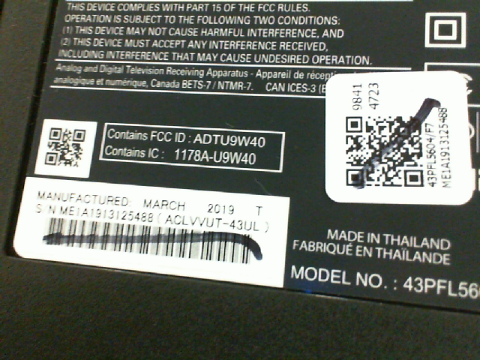 THIS DEVICE COMPLIES WITH PART 15 OF THE FCC RULES.
OPERATION IS SUBJECT TO THE FOLLOWING TWO CONDITIONS:
(1) THIS DEVICE MAY NOT CAUSE HARMFUL INTERFERENCE, AND
(2) THIS DEVICE MUST ACCEPT ANY INTERFERENCE RECEIVED,
INCLUDING INTERFERENCE THAT MAY CAUSE UNDESIRED OPERATION.
Analog and Digital Television Receiving Apparatus - Appareil de
analogique et numérique, Canada BETS-7 / NTMR-7. CAN ICES-3
Contains FCC ID : ADTU9W40
Contains IC : 1178A-U9W40
9841
4723
43PFL5604/F7
ME1A1913125488
MANUFACTURED: MARCH 2019 T
S/N ME1A1913125488 ( ACLVVUT-43UL )
MADE IN THAILAND
FABRIQUÉ EN THAÏLANDE
MODEL NO. : 43PFL56